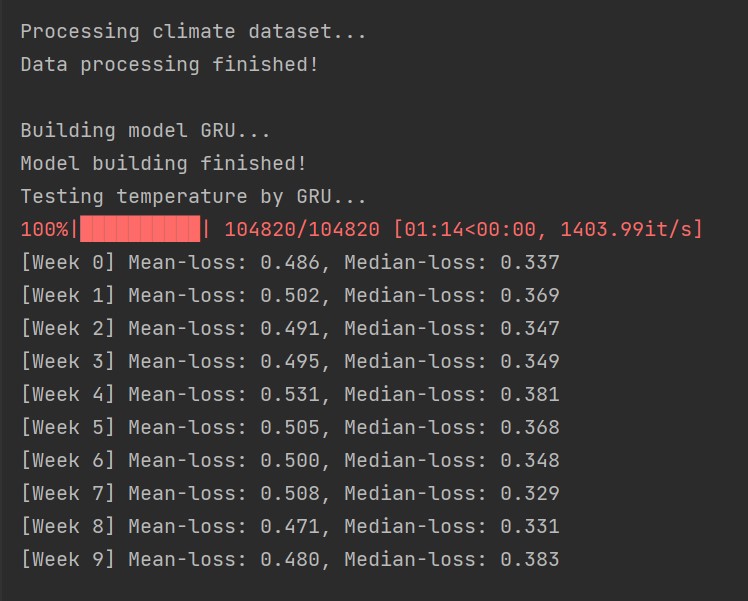 Processing climate dataset...
Data processing finished!
Building model GRU...
Model building finished!
Testing temperature by GRU...
100%|██████████| 104820/104820 [01:14<00:00, 1403.99it/s]
[Week 0] Mean-loss: 0.486, Median-loss: 0.337
[Week 1] Mean-loss: 0.502, Median-loss: 0.369
[Week 2] Mean-loss: 0.491, Median-loss: 0.347
[Week 3] Mean-loss: 0.495, Median-loss: 0.349
[Week 4] Mean-loss: 0.531, Median-loss: 0.381
[Week 5] Mean-loss: 0.505, Median-loss: 0.368
[Week 6] Mean-loss: 0.500, Median-loss: 0.348
[Week 7] Mean-loss: 0.508, Median-loss: 0.329
[Week 8] Mean-loss: 0.471, Median-loss: 0.331
[Week 9] Mean-loss: 0.480, Median-loss: 0.383